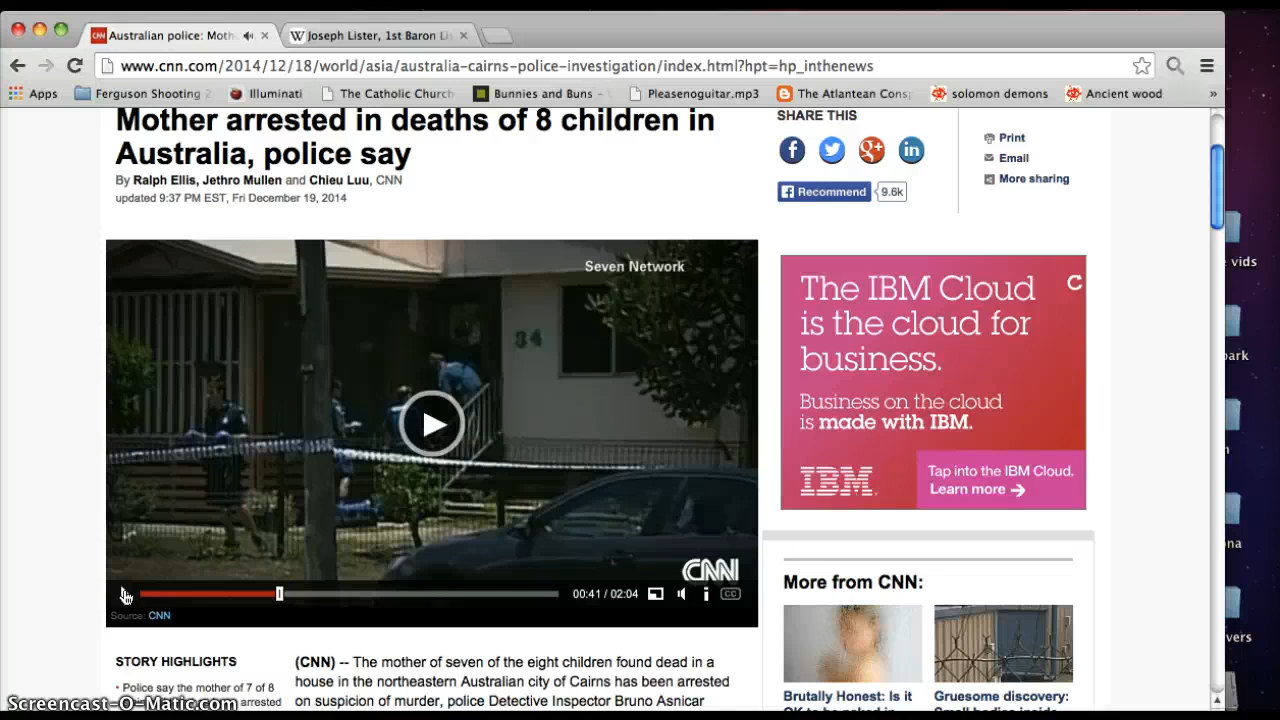 Australian police: Moth
Joseph Lister, 1st Baron Li
www.cnn.com/2014/12/18/world/asia/australia-cairns-police-investigation/index.html?hpt=hp_inthenews
Apps
Ferguson Shooting 2
Illuminati
The Catholic Church
Bunnies and Buns -
Pleasenoguitar.mp3
The Atlantean Cons
solomon demons
Ancient wood
»
Mother arrested in deaths of 8 children in
Australia, police say
By Ralph Ellis, Jethro Mullen and Chieu Luu, CNN
updated 9:37 PM EST, Fri December 19, 2014
SHARE THIS
Recommend 9.6k
Print
Email
More sharing
Seven Network
34
CNN
00:41 / 02:04
CC
Source: CNN
The IBM Cloud
is the cloud for
business.
Business on the cloud
is made with IBM.
IBM
Tap into the IBM Cloud.
Learn more →
More from CNN:
Brutally Honest: Is it
Gruesome discovery:
STORY HIGHLIGHTS
• Police say the mother of 7 of 8
arrested
(CNN) -- The mother of seven of the eight children found dead in a
house in the northeastern Australian city of Cairns has been arrested
on suspicion of murder, police Detective Inspector Bruno Asnicar
e vids
park
n
na
vers
Screencast-O-Matic.com